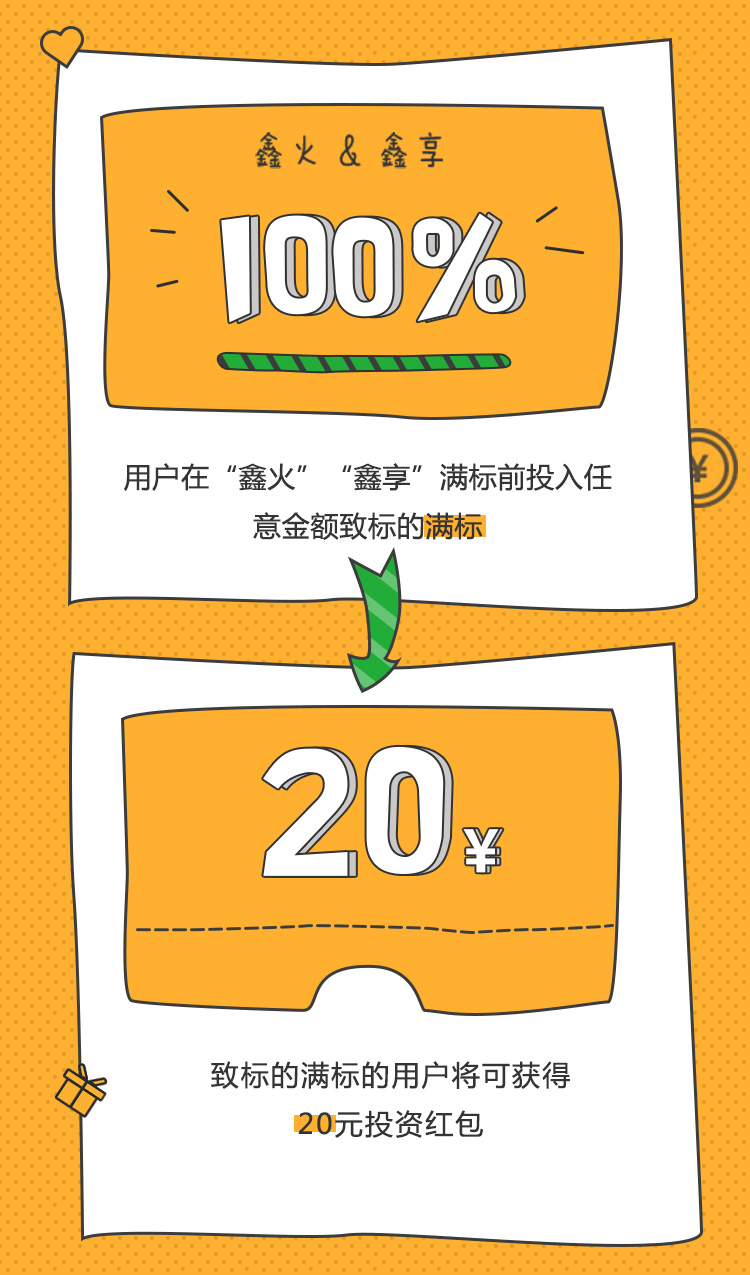 鑫火 & 鑫享
100%
用户在“鑫火” “鑫享”满标前投入任
意金额致标的满标
¥
20¥
致标的满标的用户将可获得
20元投资红包